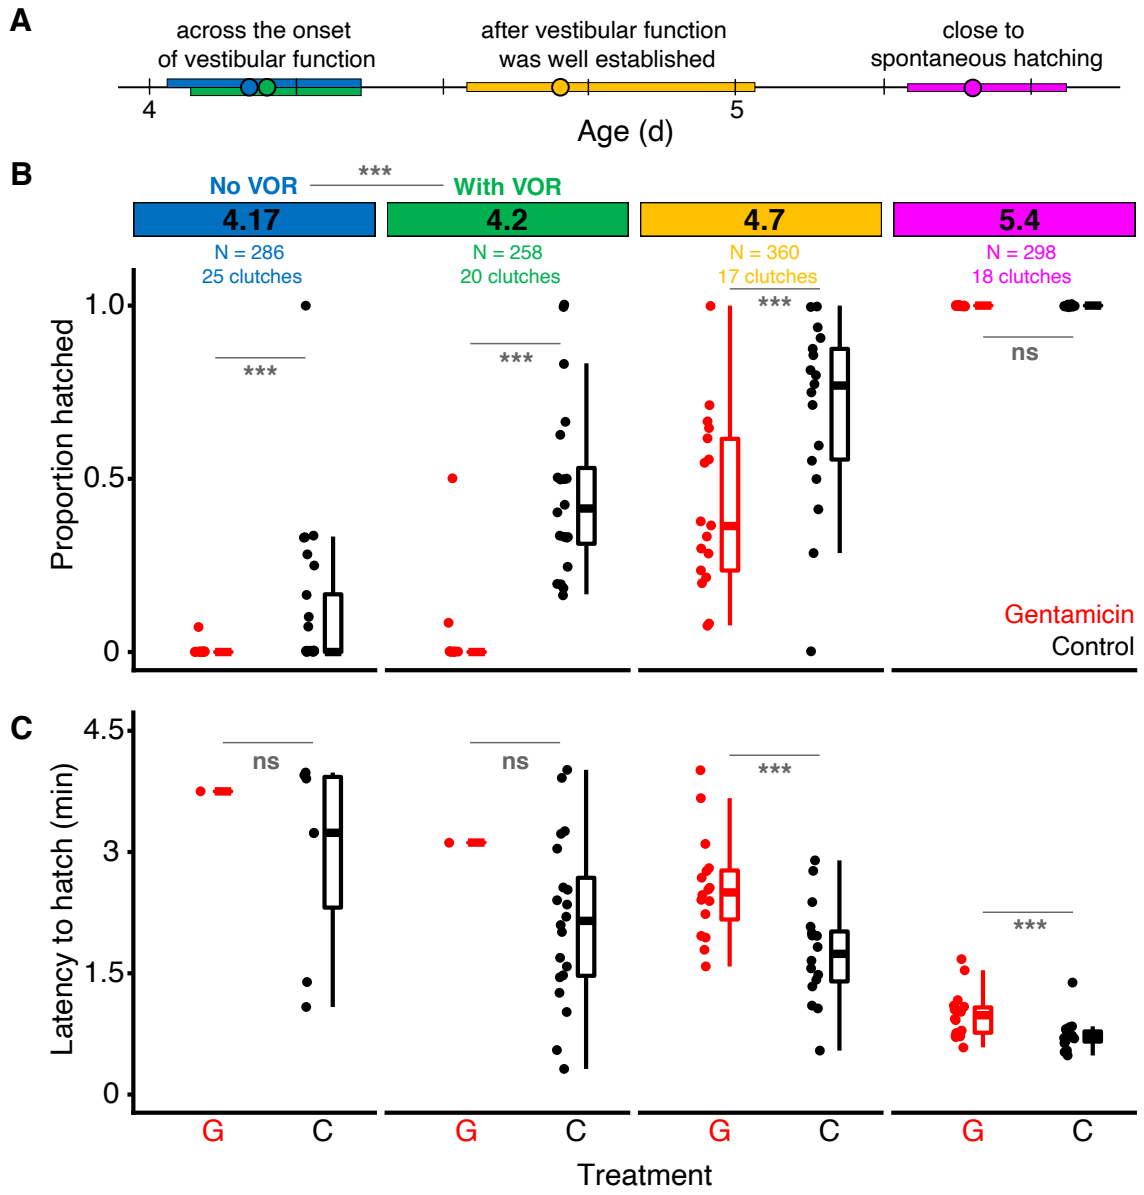 A
across the onset
of vestibular function
after vestibular function
was well established
close to
spontaneous hatching
4
5
Age (d)
B
No VOR
***
With VOR
4.17
4.2
4.7
5.4
N = 286
25 clutches
N = 258
20 clutches
N = 360
17 clutches
N = 298
18 clutches
Proportion hatched
1.0
0.5
0
***
***
***
ns
Gentamicin
Control
C
Latency to hatch (min)
4.5
3
1.5
0
ns
ns
***
***
G
C
G
C
G
C
G
C
Treatment